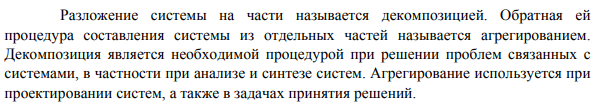 Разложение системы на части называется декомпозицией. Обратная ей
процедура составления системы из отдельных частей называется агрегированием.
Декомпозиция является необходимой процедурой при решении проблем связанных с
системами, в частности при анализе и синтезе систем. Агрегирование используется при
проектировании систем, а также в задачах принятия решений.